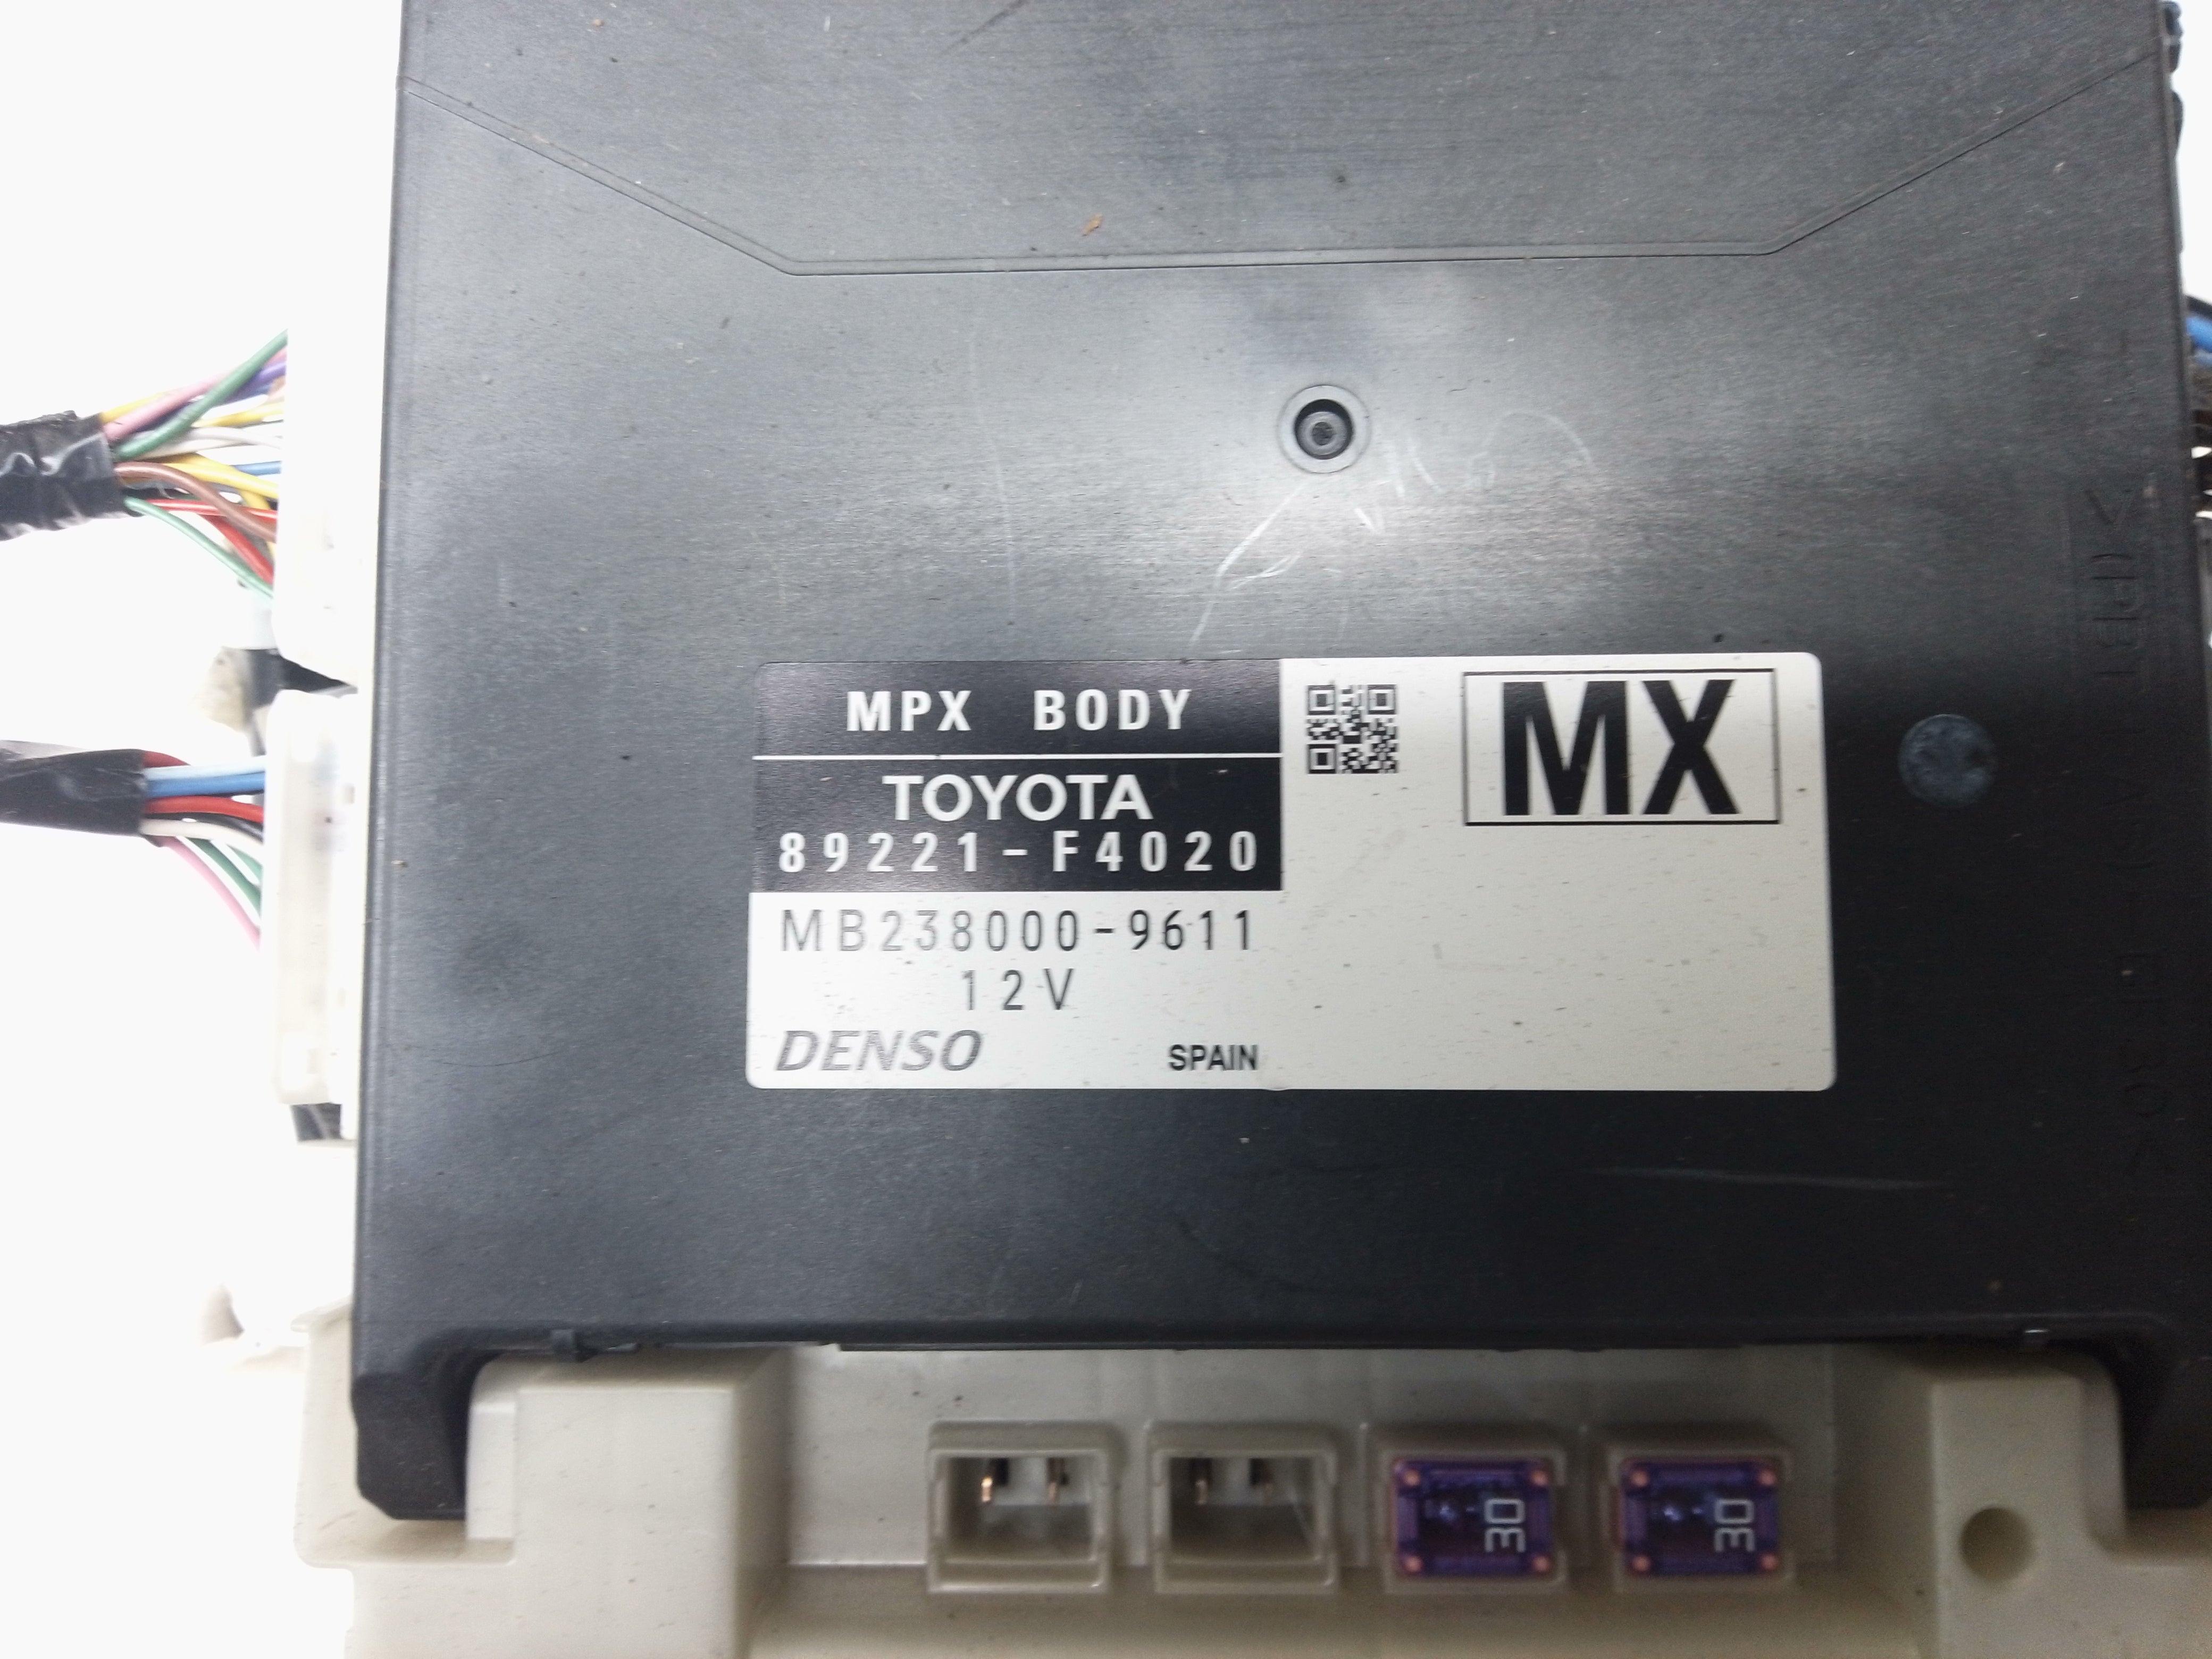 MPX BODY
MX
TOYOTA
89221-F4020
MB238000-9611
12V
DENSO SPAIN
30
30